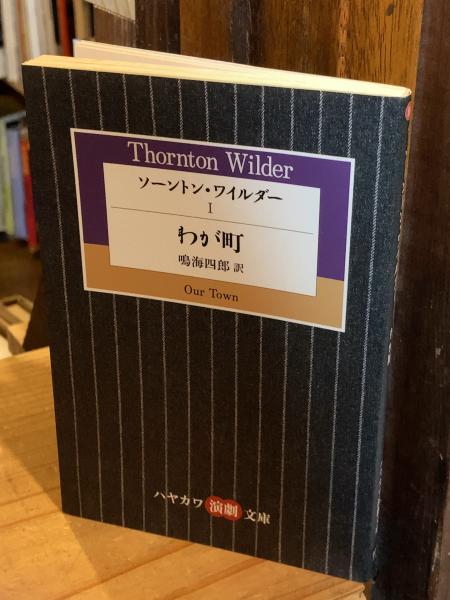 Thornton Wilder
ソーントン・ワイルダー
I
わが町
鳴海四郎 訳
Our Town
ハヤカワ演劇文庫